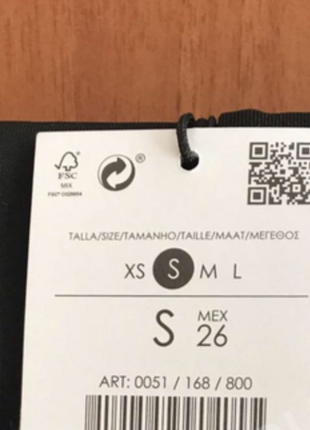 FSC
MIX
®
TALLA/SIZE/TAMANHO/TAILLE/MAAT/ΜΕΓΕΘΟΣ
XS S M L
S MEX 26
ART: 0051 / 168 / 800